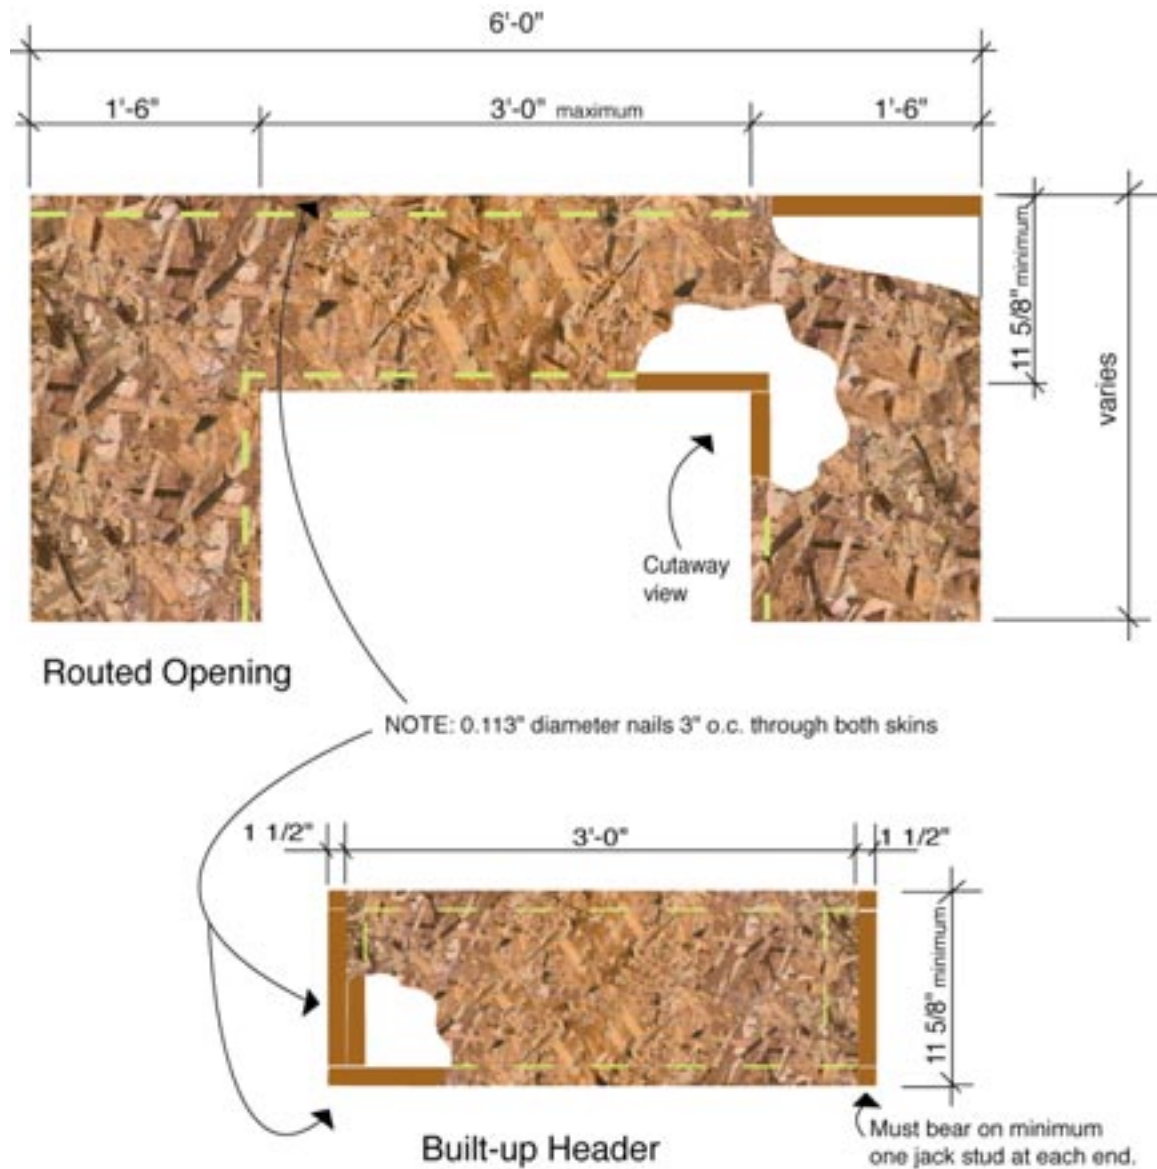 6'-0"
1'-6"
3'-0" maximum
1'-6"
11 5/8" minimum
varies
Cutaway
view
Routed Opening
NOTE: 0.113" diameter nails 3" o.c. through both skins
1 1/2"
3'-0"
1 1/2"
11 5/8" minimum
Built-up Header
Must bear on minimum
one jack stud at each end.